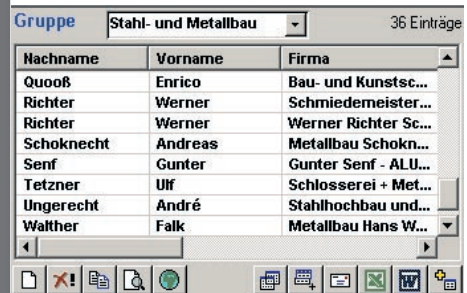 Gruppe Stahl- und Metallbau 36 Einträge
Nachname Vorname Firma
Quooß Enrico Bau- und Kunstsc...
Richter Werner Schmiedemeister...
Richter Werner Werner Richter Sc...
Schoknecht Andreas Metallbau Schokn...
Senf Gunter Gunter Senf - ALU...
Tetzner Ulf Schlosserei + Met...
Ungerecht André Stahlhochbau und...
Walther Falk Metallbau Hans W...